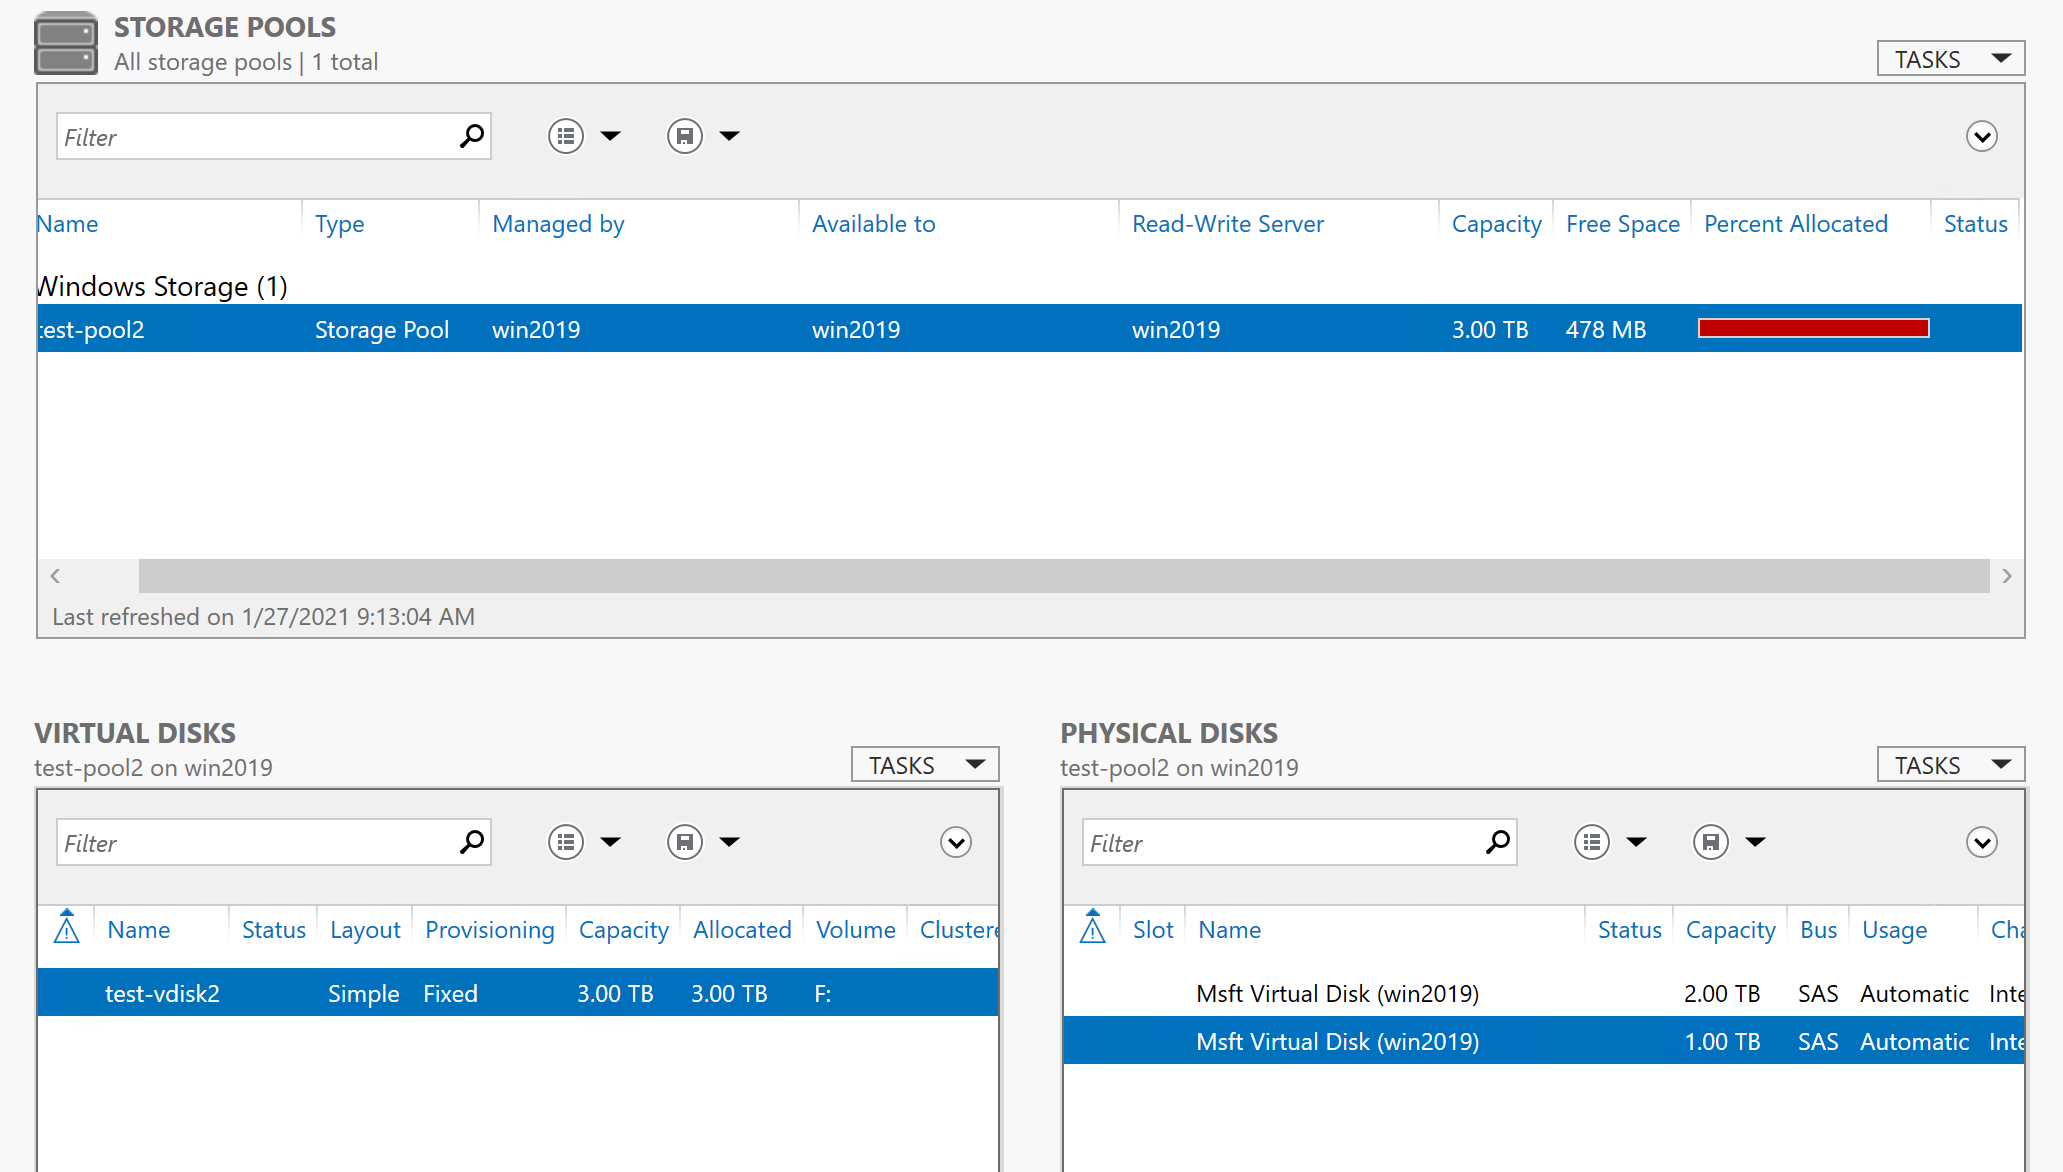 STORAGE POOLS
All storage pools | 1 total
TASKS
Filter
Name Type Managed by Available to Read-Write Server Capacity Free Space Percent Allocated Status
Windows Storage (1)
test-pool2 Storage Pool win2019 win2019 win2019 3.00 TB 478 MB
Last refreshed on 1/27/2021 9:13:04 AM
VIRTUAL DISKS
test-pool2 on win2019
TASKS
Filter
Name Status Layout Provisioning Capacity Allocated Volume Clustere
test-vdisk2 Simple Fixed 3.00 TB 3.00 TB F:
PHYSICAL DISKS
test-pool2 on win2019
TASKS
Filter
Slot Name Status Capacity Bus Usage Cha
Msft Virtual Disk (win2019) 2.00 TB SAS Automatic Inte
Msft Virtual Disk (win2019) 1.00 TB SAS Automatic Inte